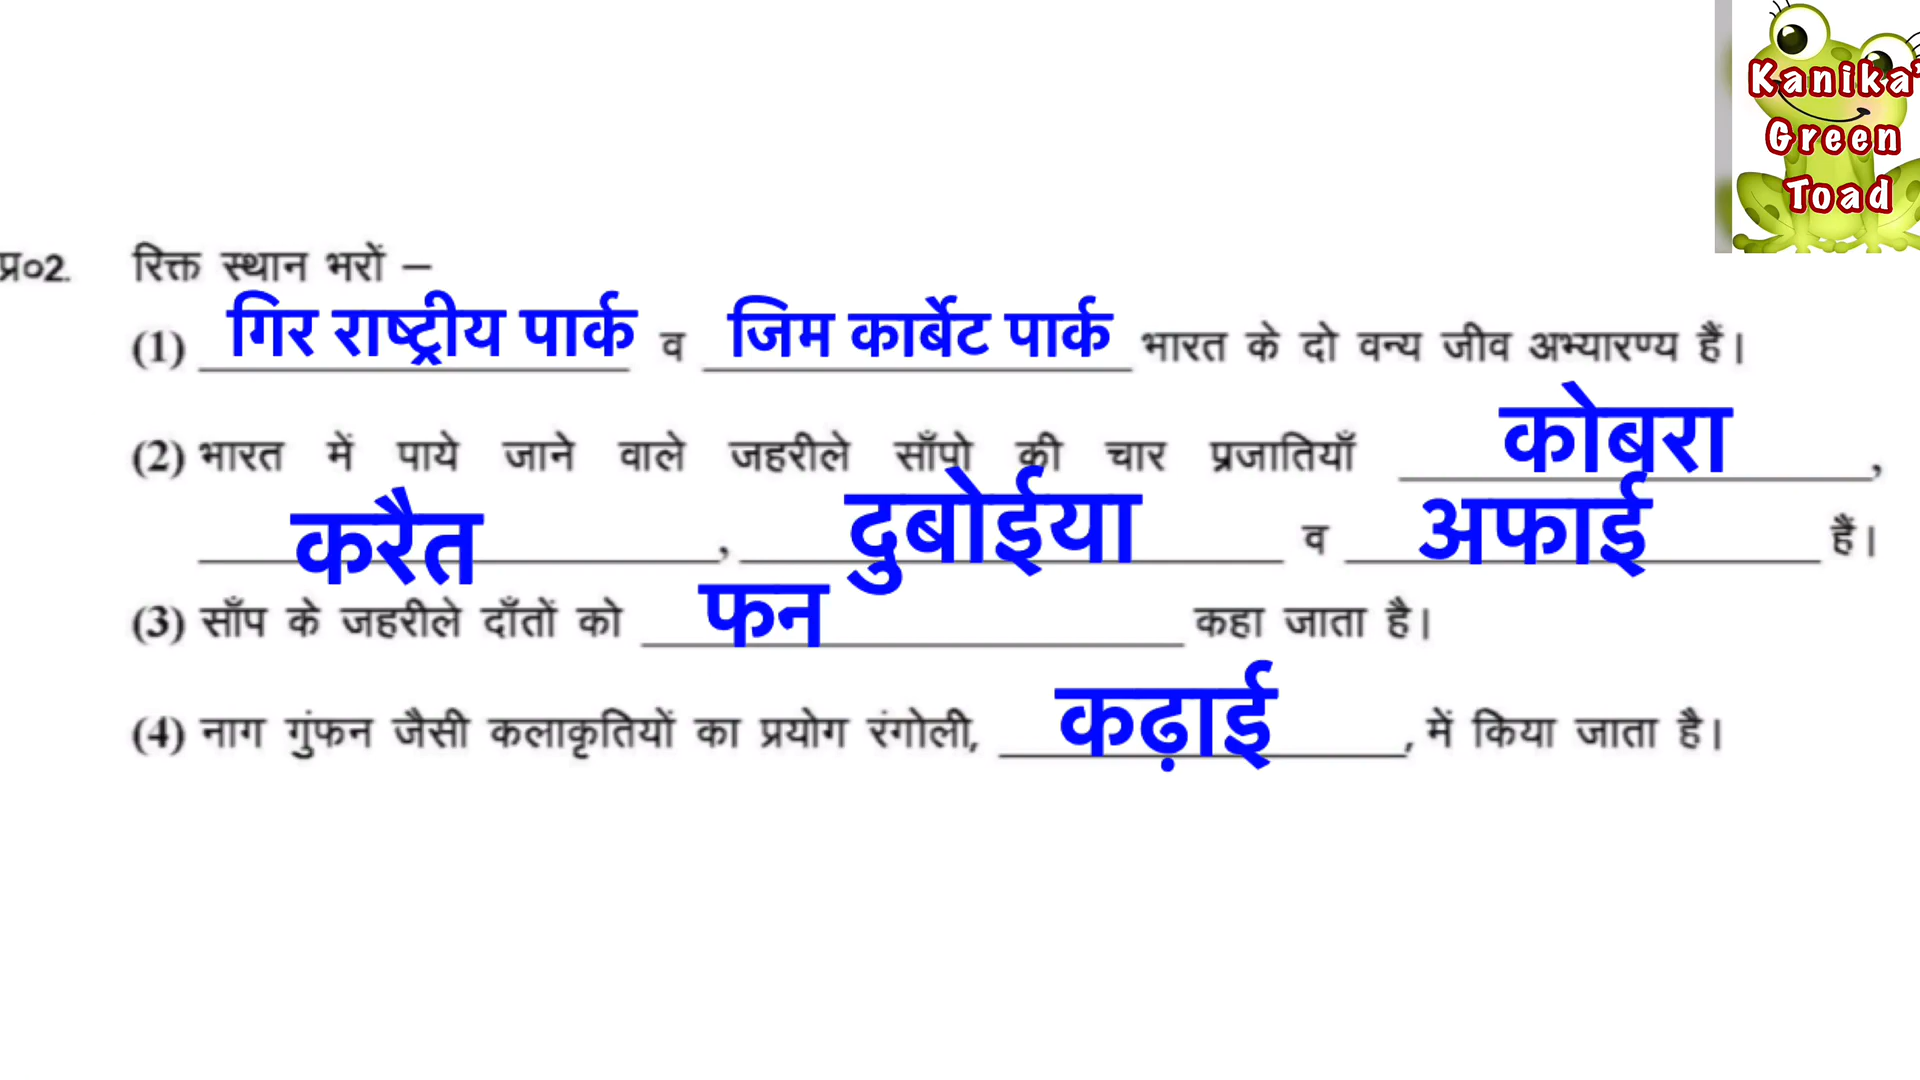 Kanika's
Green
Toad
प्र०2. रिक्त स्थान भरों –
(1) गिर राष्ट्रीय पार्क व जिम कार्बेट पार्क भारत के दो वन्य जीव अभ्यारण्य हैं।
(2) भारत में पाये जाने वाले जहरीले साँपो की चार प्रजातियाँ कोबरा,
करैत, दुबोईया व अफाई हैं।
(3) साँप के जहरीले दाँतों को फन कहा जाता है।
(4) नाग गुंफन जैसी कलाकृतियों का प्रयोग रंगोली, कढ़ाई, में किया जाता है।